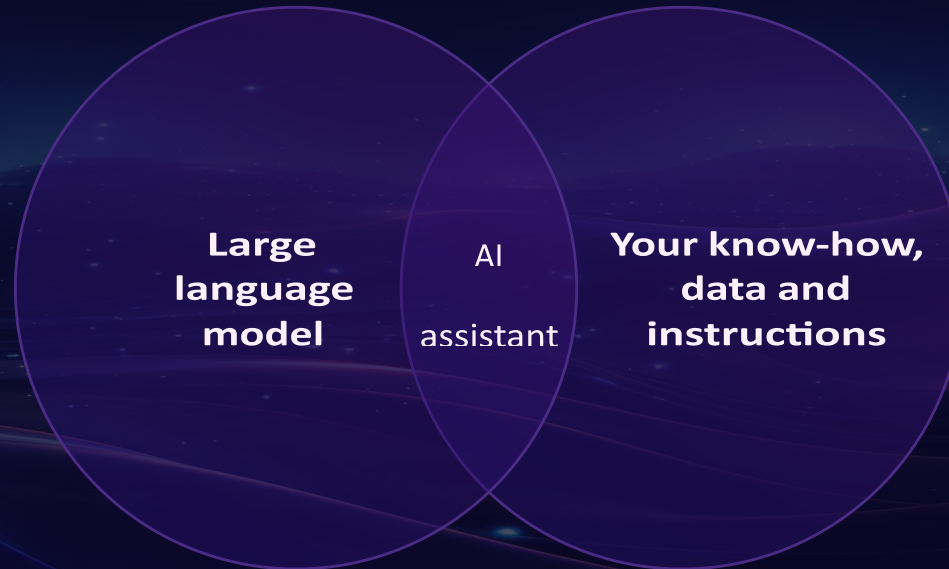 Large
language
model
AI
assistant
Your know-how,
data and
instructions